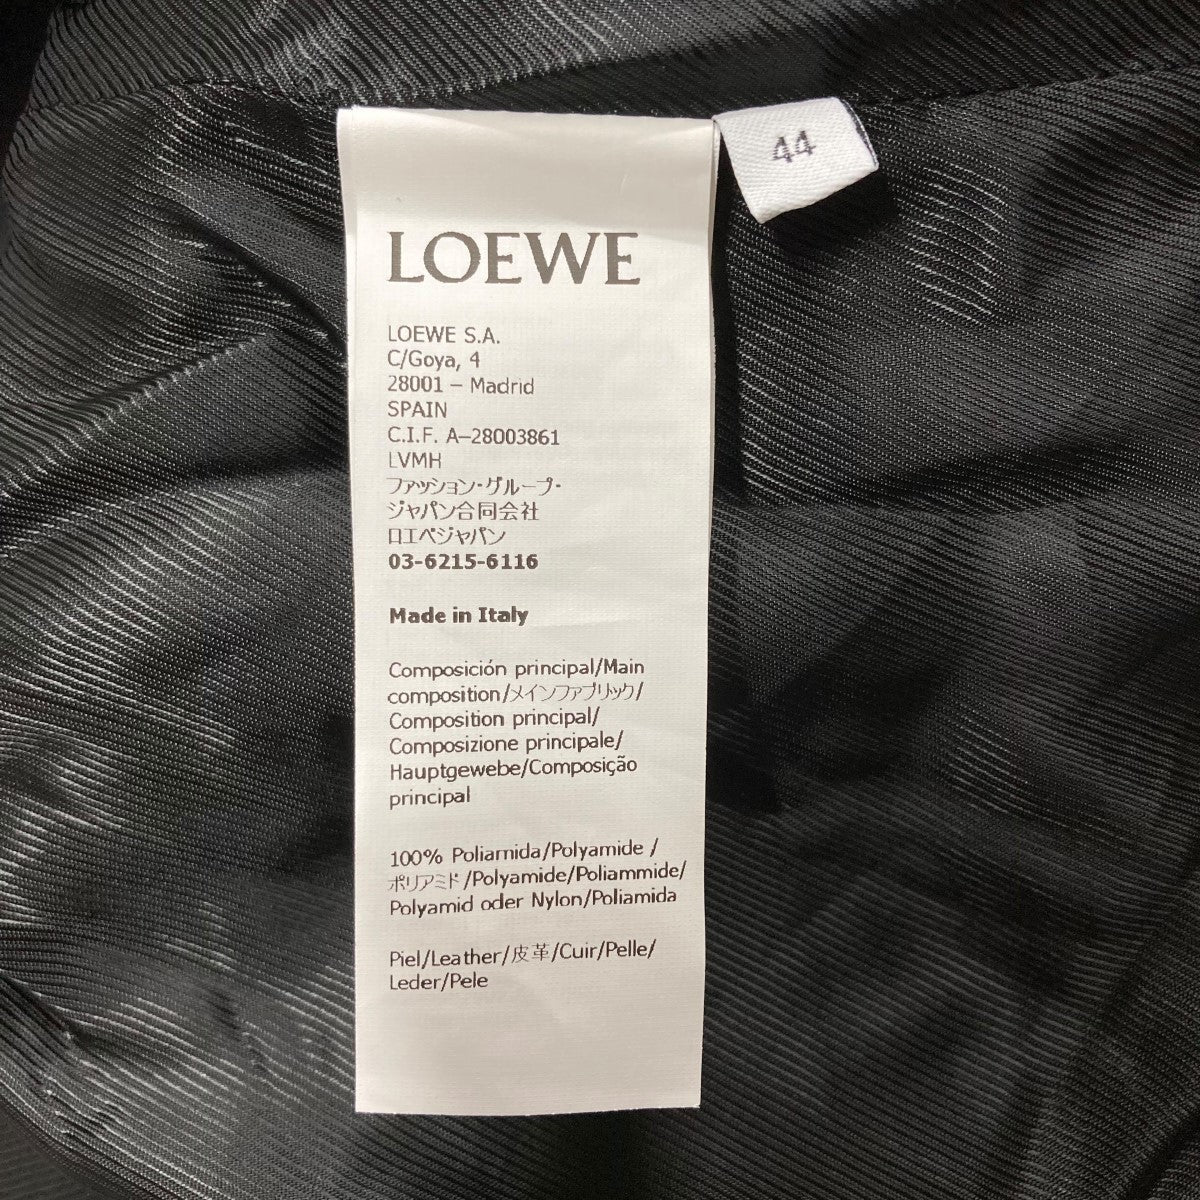 44
LOEWE
LOEWE S.A.
C/Goya, 4
28001 – Madrid
SPAIN
C.I.F. A–28003861
LVMH
ファッション・グループ・
ジャパン合同会社
ロエベジャパン
03-6215-6116
Made in Italy
Composición principal/Main
composition/メインファブリック/
Composition principal/
Composizione principale/
Hauptgewebe/Composição
principal
100% Poliamida/Polyamide /
ポリアミド/Polyamide/Poliammide/
Polyamid oder Nylon/Poliamida
Piel/Leather/皮革/Cuir/Pelle/
Leder/Pele